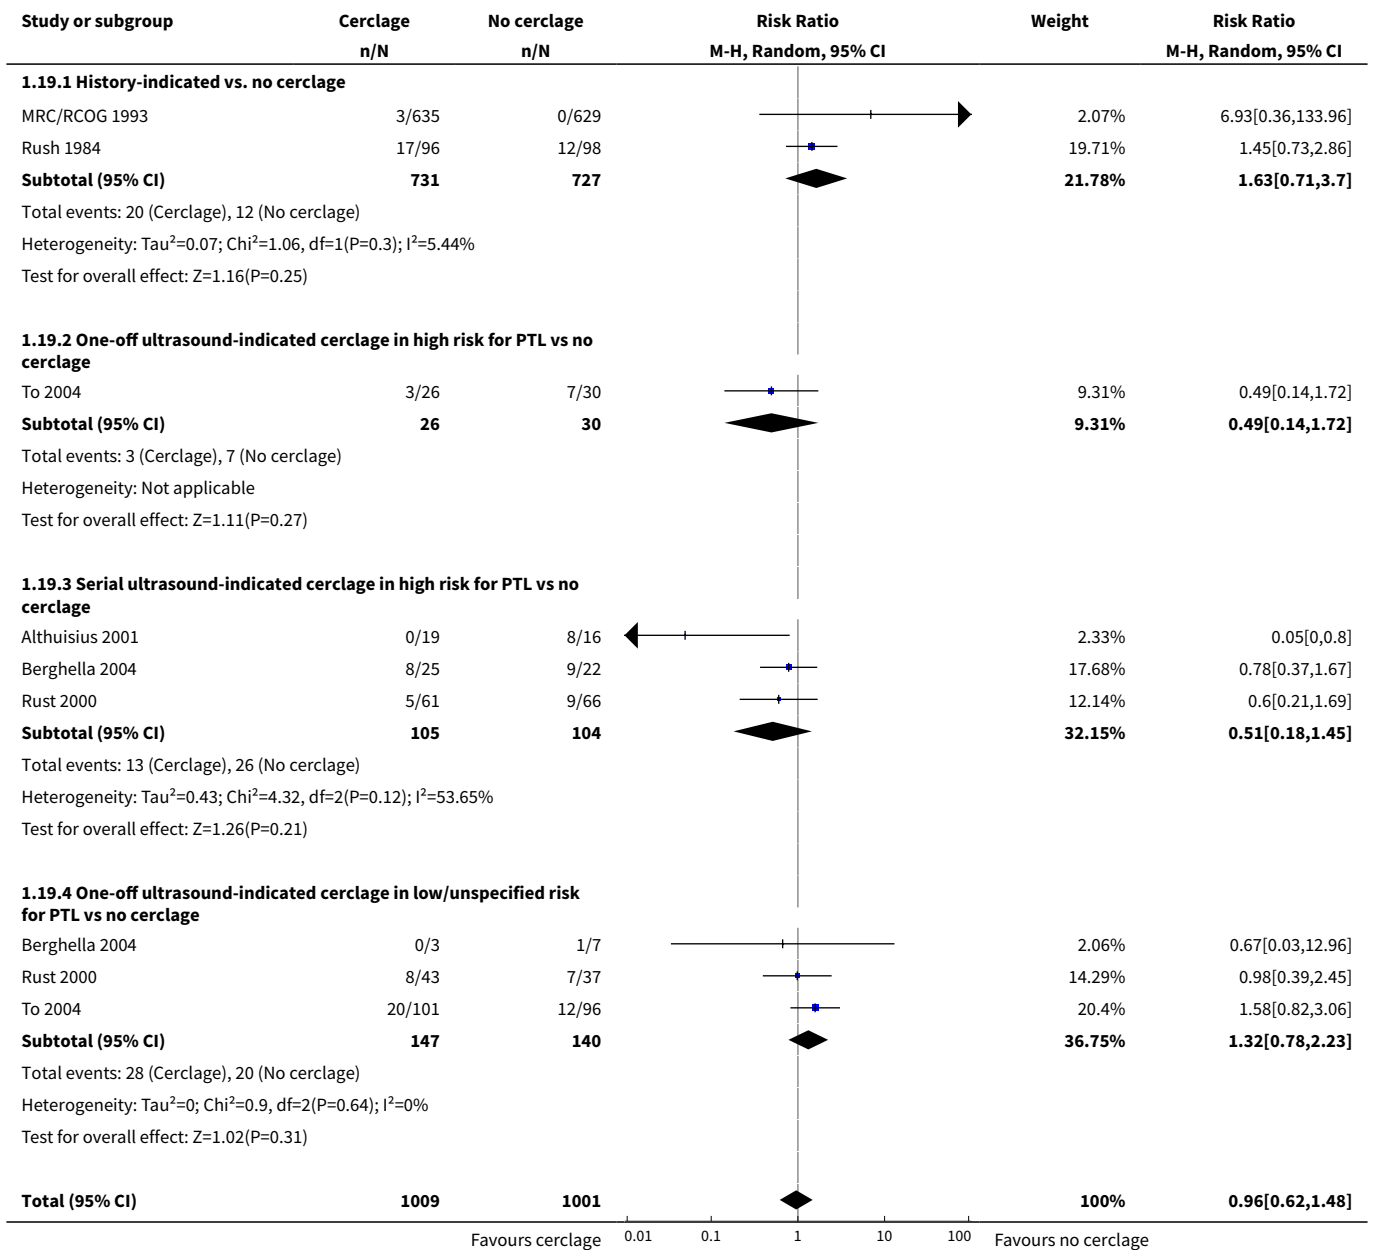 Study or subgroup Cerclage No cerclage Risk Ratio Weight Risk Ratio
n/N n/N M-H, Random, 95% CI M-H, Random, 95% CI
1.19.1 History-indicated vs. no cerclage
MRC/RCOG 1993 3/635 0/629 2.07% 6.93[0.36,133.96]
Rush 1984 17/96 12/98 19.71% 1.45[0.73,2.86]
Subtotal (95% CI) 731 727 21.78% 1.63[0.71,3.7]
Total events: 20 (Cerclage), 12 (No cerclage)
Heterogeneity: Tau²=0.07; Chi²=1.06, df=1(P=0.3); I²=5.44%
Test for overall effect: Z=1.16(P=0.25)
1.19.2 One-off ultrasound-indicated cerclage in high risk for PTL vs no
cerclage
To 2004 3/26 7/30 9.31% 0.49[0.14,1.72]
Subtotal (95% CI) 26 30 9.31% 0.49[0.14,1.72]
Total events: 3 (Cerclage), 7 (No cerclage)
Heterogeneity: Not applicable
Test for overall effect: Z=1.11(P=0.27)
1.19.3 Serial ultrasound-indicated cerclage in high risk for PTL vs no
cerclage
Althuisius 2001 0/19 8/16 2.33% 0.05[0,0.8]
Berghella 2004 8/25 9/22 17.68% 0.78[0.37,1.67]
Rust 2000 5/61 9/66 12.14% 0.6[0.21,1.69]
Subtotal (95% CI) 105 104 32.15% 0.51[0.18,1.45]
Total events: 13 (Cerclage), 26 (No cerclage)
Heterogeneity: Tau²=0.43; Chi²=4.32, df=2(P=0.12); I²=53.65%
Test for overall effect: Z=1.26(P=0.21)
1.19.4 One-off ultrasound-indicated cerclage in low/unspecified risk
for PTL vs no cerclage
Berghella 2004 0/3 1/7 2.06% 0.67[0.03,12.96]
Rust 2000 8/43 7/37 14.29% 0.98[0.39,2.45]
To 2004 20/101 12/96 20.4% 1.58[0.82,3.06]
Subtotal (95% CI) 147 140 36.75% 1.32[0.78,2.23]
Total events: 28 (Cerclage), 20 (No cerclage)
Heterogeneity: Tau²=0; Chi²=0.9, df=2(P=0.64); I²=0%
Test for overall effect: Z=1.02(P=0.31)
Total (95% CI) 1009 1001 100% 0.96[0.62,1.48]
Favours cerclage 0.01 0.1 1 10 100 Favours no cerclage